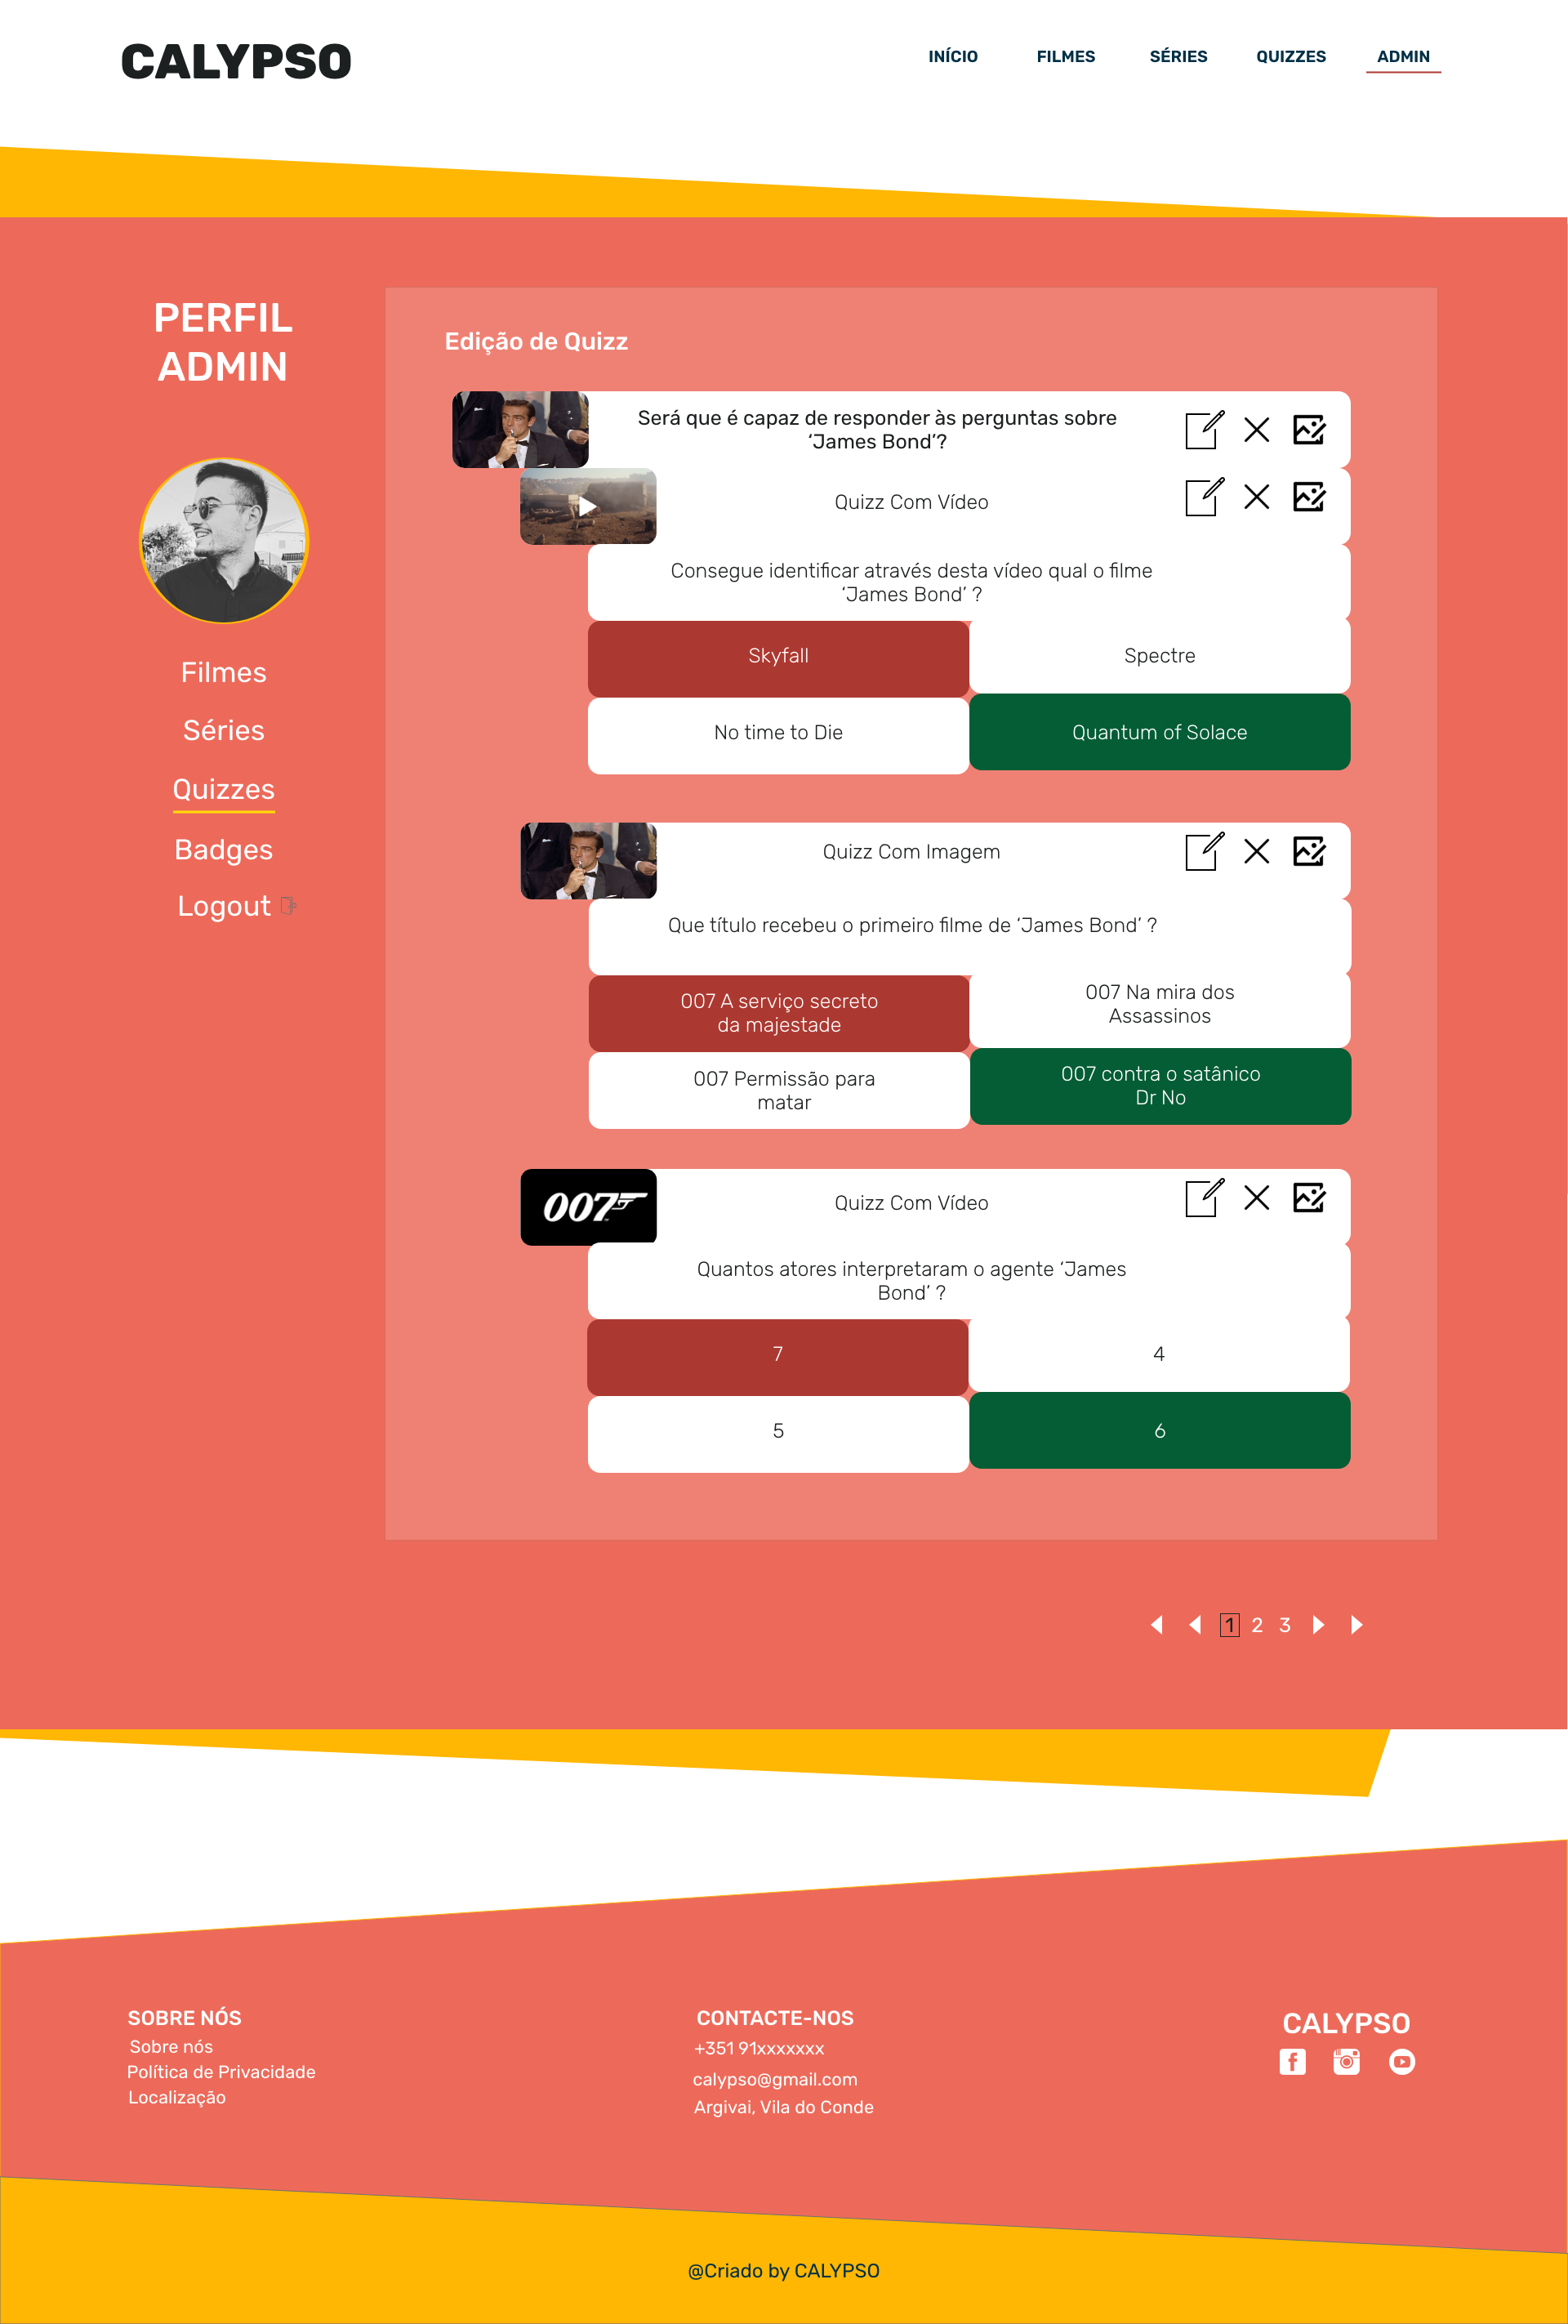 CALYPSO
INÍCIO
FILMES
SÉRIES
QUIZZES
ADMIN
PERFIL
ADMIN
Filmes
Séries
Quizzes
Badges
Logout
Edição de Quizz
Será que é capaz de responder às perguntas sobre
‘James Bond’?
Quizz Com Vídeo
Consegue identificar através desta vídeo qual o filme
‘James Bond’ ?
Skyfall
Spectre
No time to Die
Quantum of Solace
Quizz Com Imagem
Que título recebeu o primeiro filme de ‘James Bond’ ?
007 A serviço secreto
da majestade
007 Na mira dos
Assassinos
007 Permissão para
matar
007 contra o satânico
Dr No
007
Quizz Com Vídeo
Quantos atores interpretaram o agente ‘James
Bond’ ?
7
4
5
6
1 2 3
SOBRE NÓS
Sobre nós
Política de Privacidade
Localização
CONTACTE-NOS
+351 91xxxxxxx
calypso@gmail.com
Argivai, Vila do Conde
CALYPSO
@Criado by CALYPSO